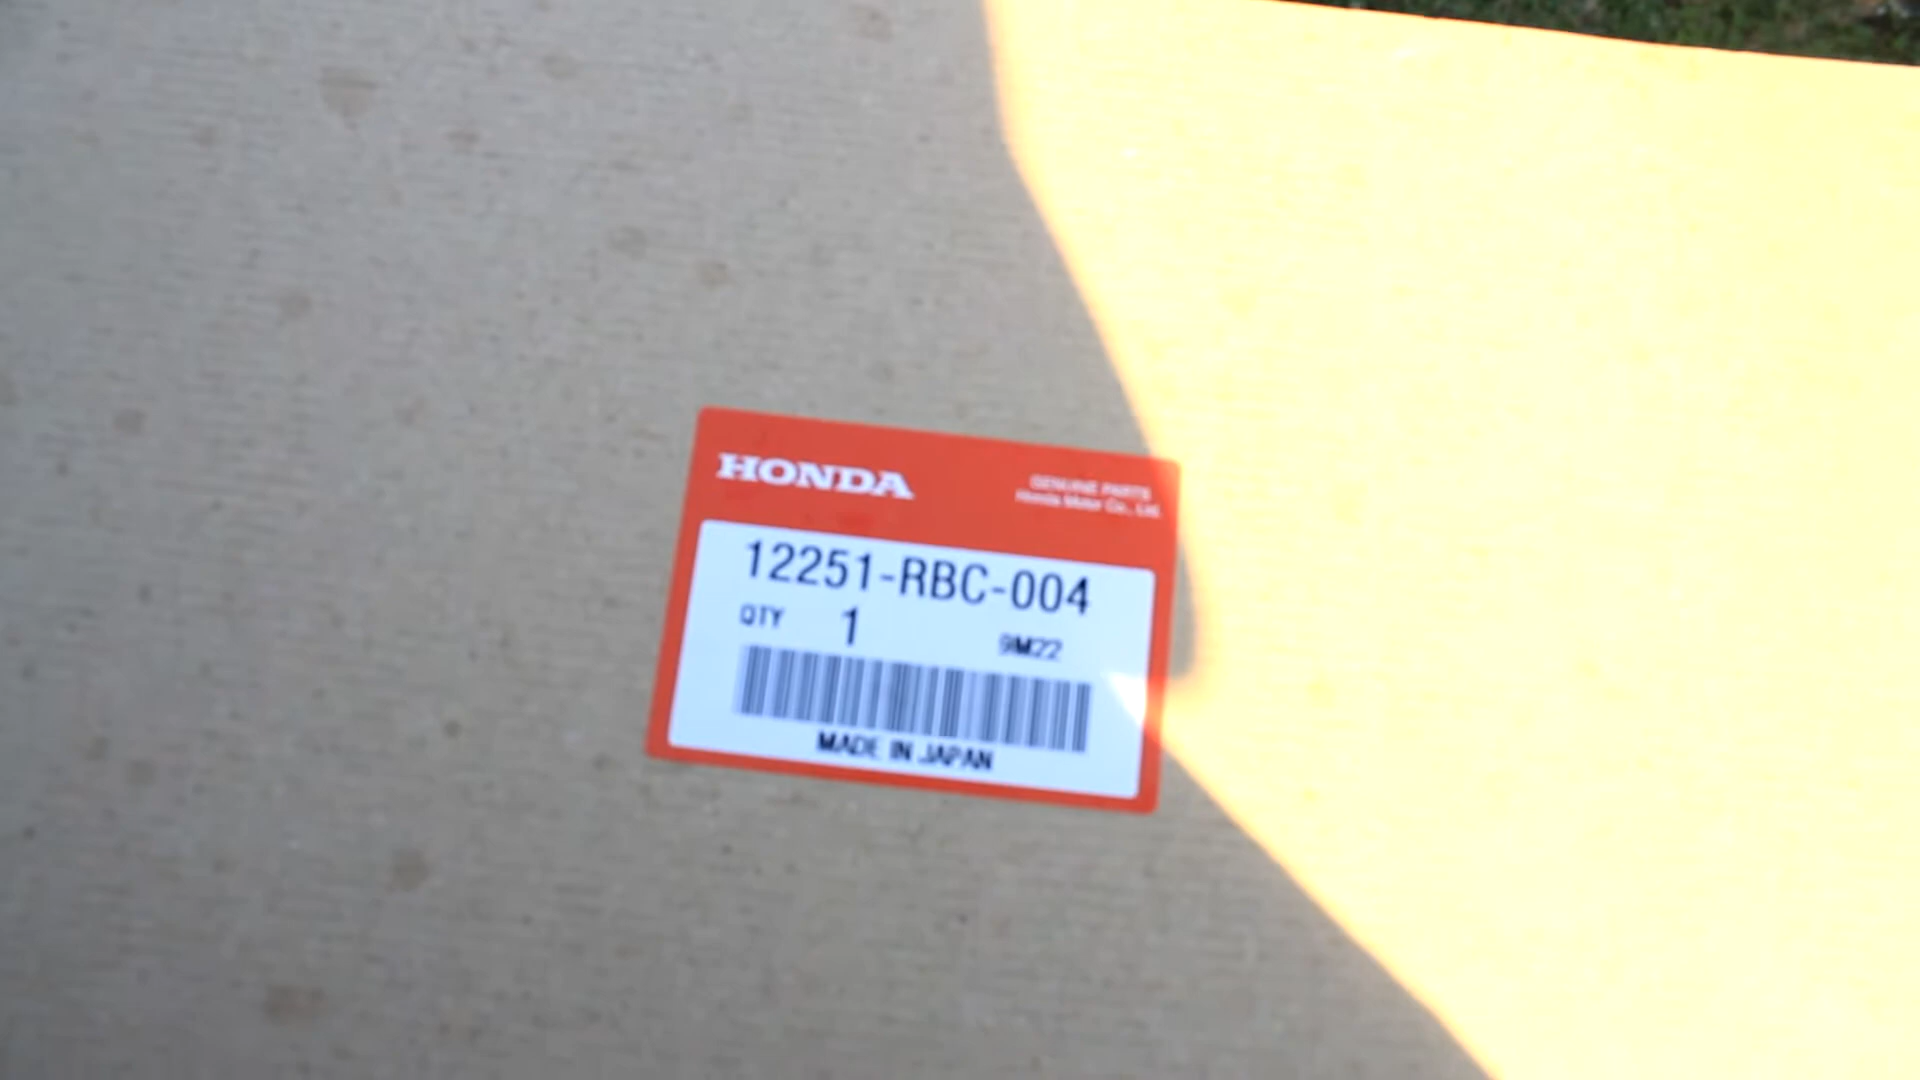 HONDA
GENUINE PARTS
Honda Motor Co., Ltd.
12251-RBC-004
QTY 1
9M22
MADE IN JAPAN